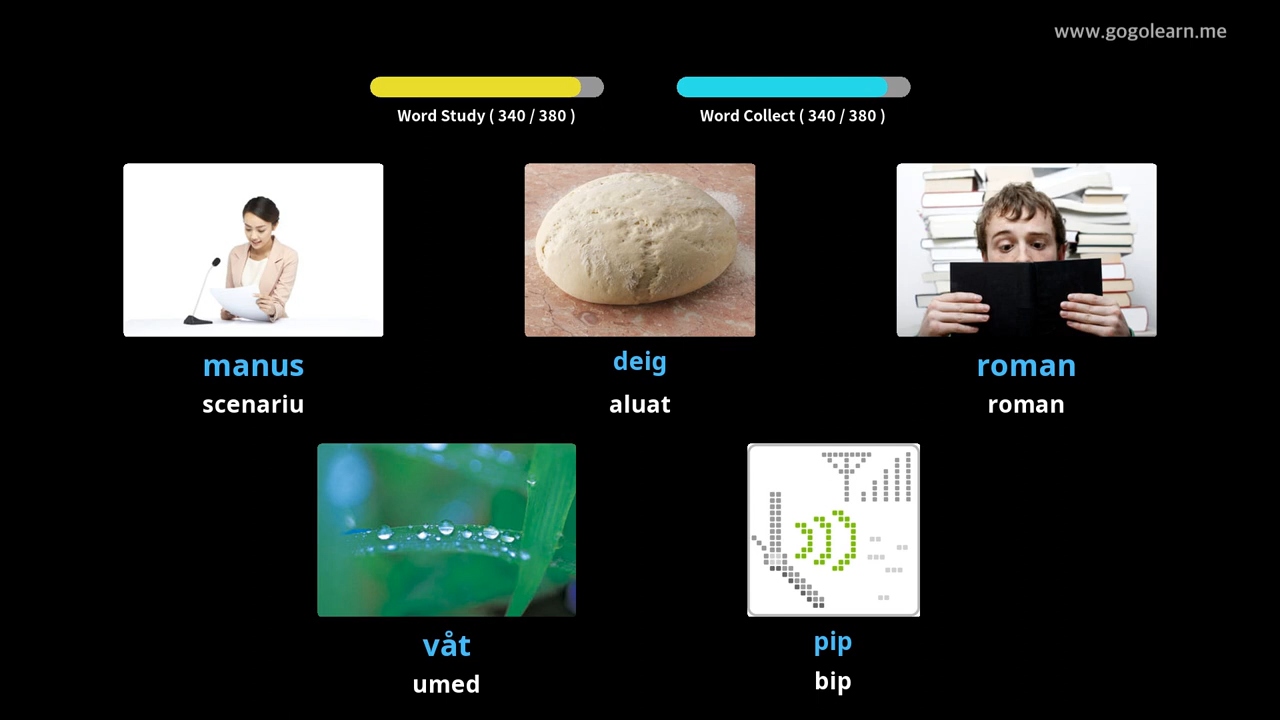 www.gogolearn.me
Word Study ( 340 / 380 )
Word Collect ( 340 / 380 )
manus
scenariu
deig
aluat
roman
roman
våt
umed
pip
bip